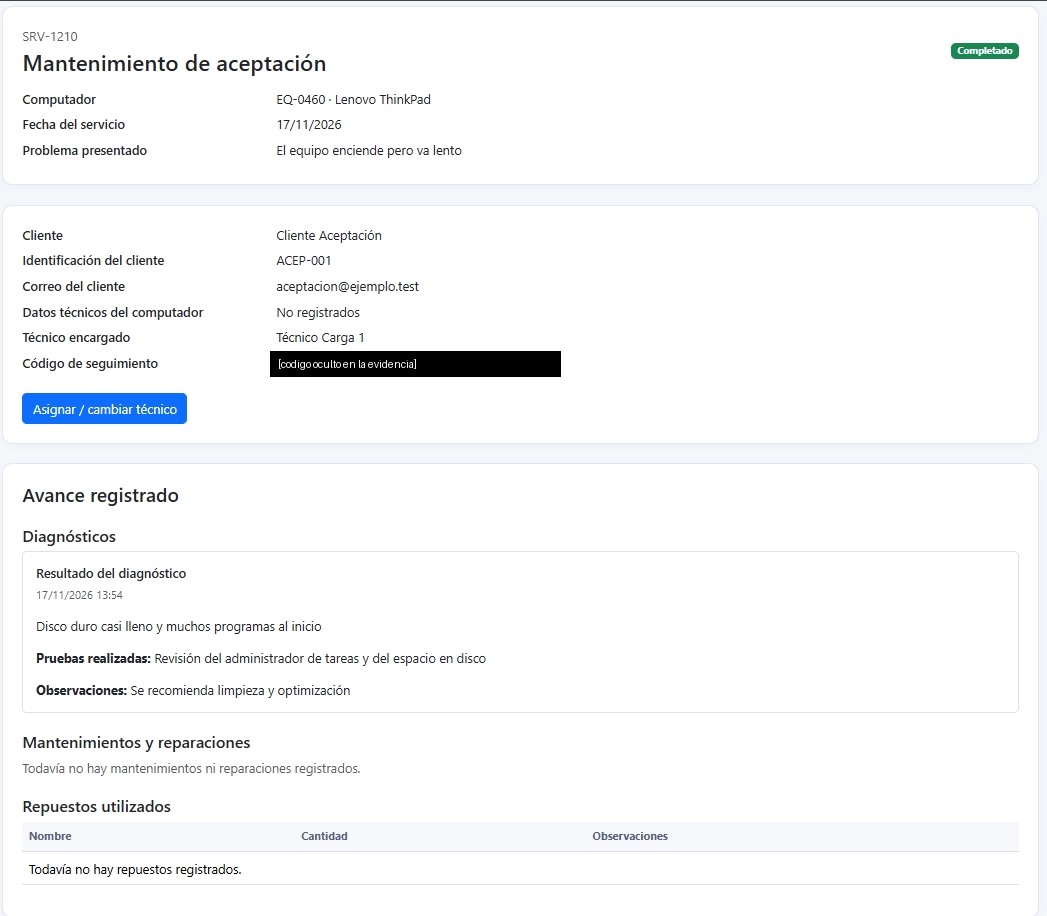 SRV-1210
Mantenimiento de aceptación
Completado
Computador EQ-0460 · Lenovo ThinkPad
Fecha del servicio 17/11/2026
Problema presentado El equipo enciende pero va lento
Cliente Cliente Aceptación
Identificación del cliente ACEP-001
Correo del cliente aceptacion@ejemplo.test
Datos técnicos del computador No registrados
Técnico encargado Técnico Carga 1
Código de seguimiento [codigo oculto en la evidencia]
Asignar / cambiar técnico
Avance registrado
Diagnósticos
Resultado del diagnóstico
17/11/2026 13:54
Disco duro casi lleno y muchos programas al inicio
Pruebas realizadas: Revisión del administrador de tareas y del espacio en disco
Observaciones: Se recomienda limpieza y optimización
Mantenimientos y reparaciones
Todavía no hay mantenimientos ni reparaciones registrados.
Repuestos utilizados
Nombre Cantidad Observaciones
Todavía no hay repuestos registrados.